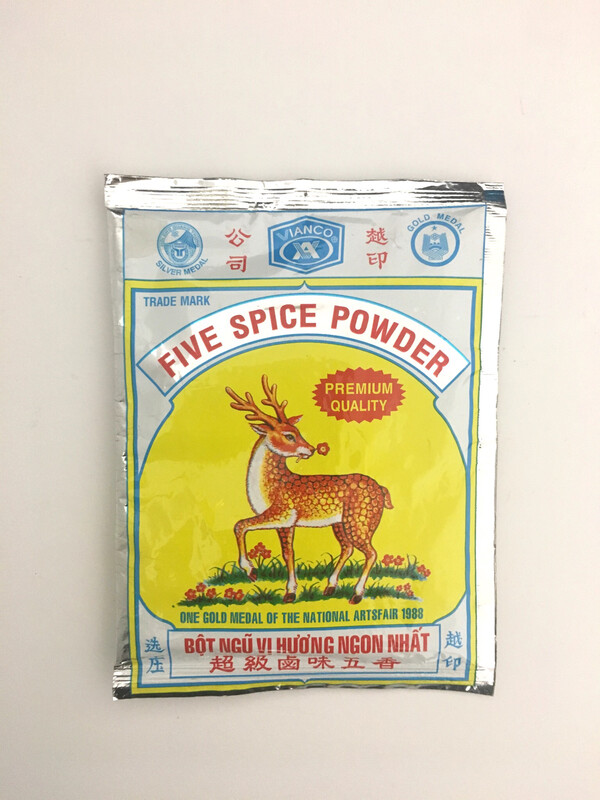 SILVER MEDAL
公司
VIANCO®
越印
GOLD MEDAL
TRADE MARK
FIVE SPICE POWDER
PREMIUM
QUALITY
ONE GOLD MEDAL OF THE NATIONAL ARTSFAIR 1988
选庄
BỘT NGŨ VỊ HƯƠNG NGON NHẤT
超級鹵味五香
越印